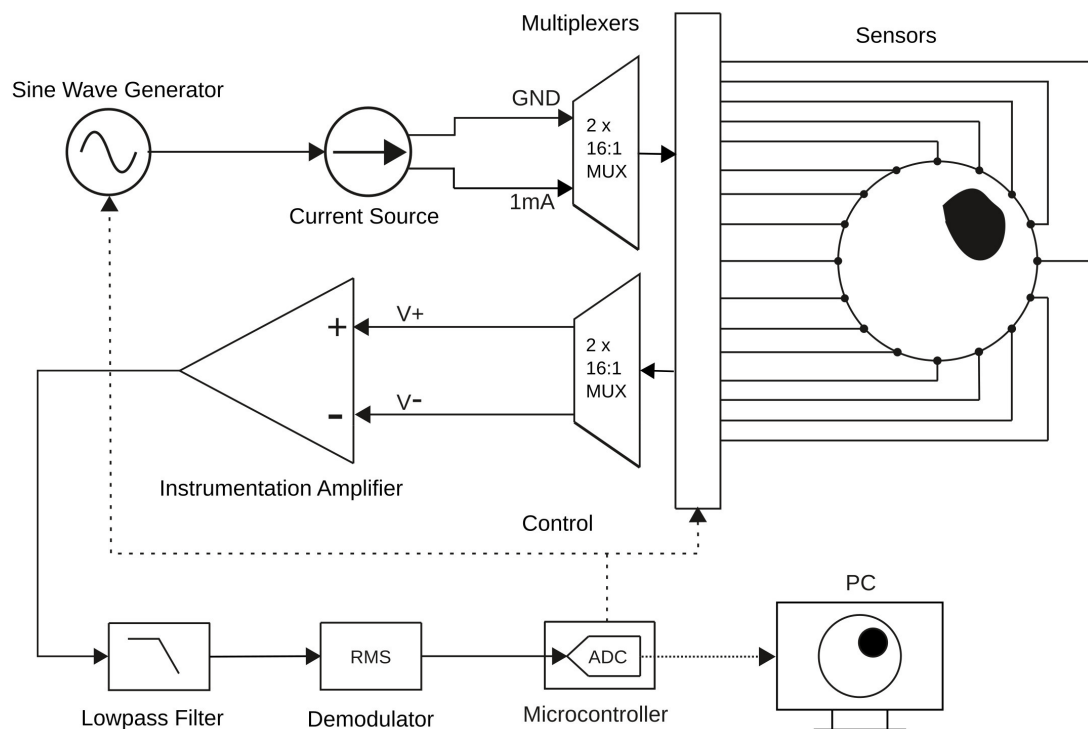 Multiplexers
Sensors
Sine Wave Generator
GND
2 x
16:1
MUX
1mA
Current Source
V+
+
2 x
16:1
MUX
V-
-
Instrumentation Amplifier
Control
PC
RMS
ADC
Lowpass Filter
Demodulator
Microcontroller